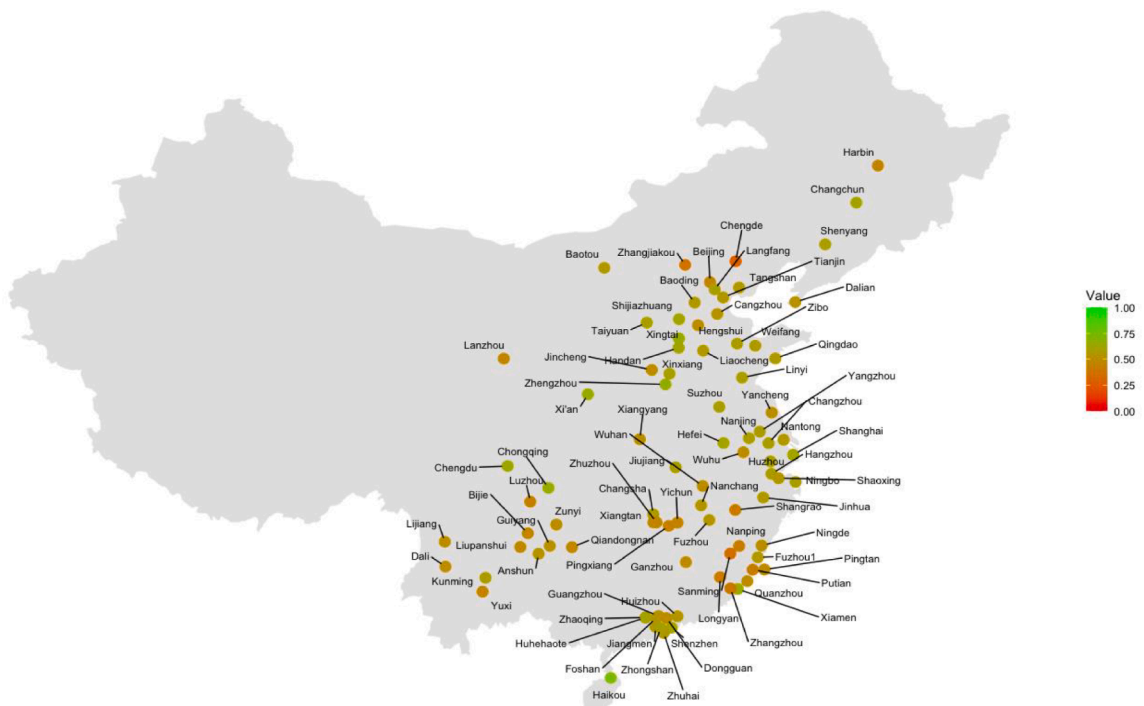 Harbin
Changchun
Chengde
Shenyang
Zhangjiakou
Beijing
Langfang
Baotou
Tianjin
Baoding
Tangshan
Dalian
Value
Shijiazhuang
Cangzhou
Zibo
1.00
Taiyuan
Xingtai
Hengshui
Weifang
0.75
Lanzhou
Qingdao
0.50
Jincheng
Handan
Liaocheng
0.25
Xinxiang
Linyi
Zhengzhou
Yangzhou
0.00
Suzhou
Yancheng
Xi'an
Changzhou
Xiangyang
Nanjing
Nantong
Wuhan
Hefei
Shanghai
Chongqing
Wuhu
Huzhou
Hangzhou
Chengdu
Zhuzhou
Jiujiang
Luzhou
Nanchang
Ningbo
Shaoxing
Bijie
Changsha
Yichun
Zunyi
Shangrao
Jinhua
Lijiang
Guiyang
Xiangtan
Nanping
Ningde
Liupanshui
Qiandongnan
Fuzhou
Dali
Fuzhou1
Pingtan
Anshun
Pingxiang
Ganzhou
Kunming
Putian
Sanming
Quanzhou
Yuxi
Guangzhou
Huizhou
Zhaoqing
Longyan
Xiamen
Huhehaote
Jiangmen
Shenzhen
Zhangzhou
Foshan
Zhongshan
Dongguan
Haikou
Zhuhai